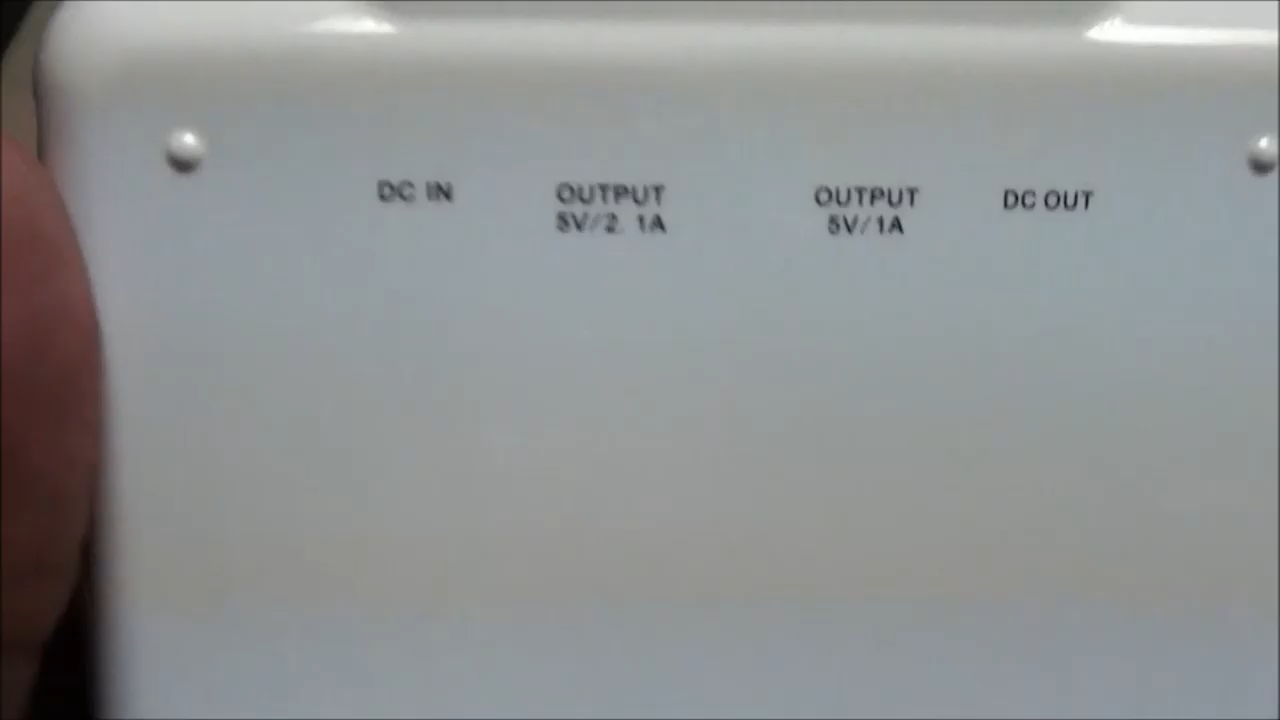 DC IN
OUTPUT
5V/2.1A
OUTPUT
5V/1A
DC OUT